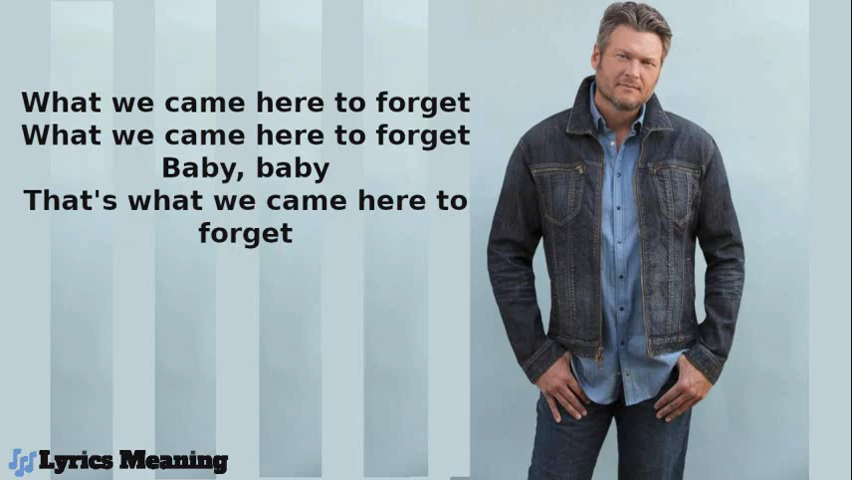 What we came here to forget
What we came here to forget
Baby, baby
That's what we came here to
forget
Lyrics Meaning